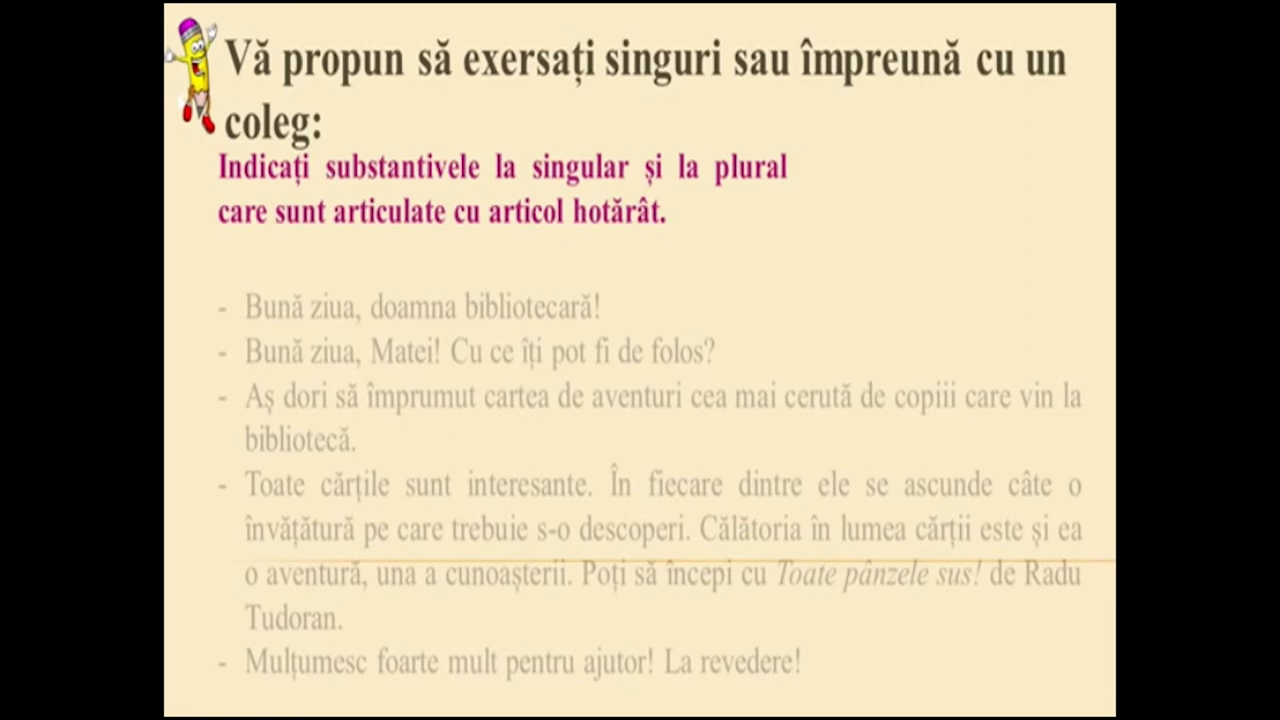 Vă propun să exersați singuri sau împreună cu un
coleg:
Indicați substantivele la singular și la plural
care sunt articulate cu articol hotărât.
- Bună ziua, doamna bibliotecară!
- Bună ziua, Matei! Cu ce îți pot fi de folos?
- Aș dori să împrumut cartea de aventuri cea mai cerută de copiii care vin la
bibliotecă.
- Toate cărțile sunt interesante. În fiecare dintre ele se ascunde câte o
învățătură pe care trebuie s-o descoperi. Călătoria în lumea cărții este și ea
o aventură, una a cunoașterii. Poți să începi cu Toate pânzele sus! de Radu
Tudoran.
- Mulțumesc foarte mult pentru ajutor! La revedere!